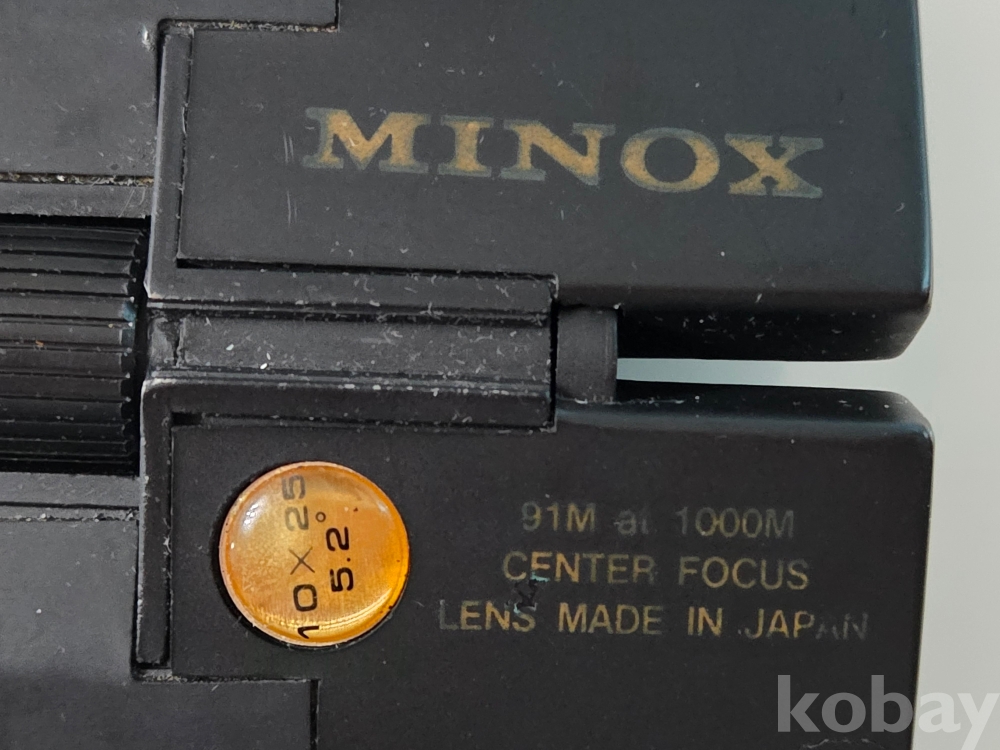 MINOX
10 × 25
5.2°
91M at 1000M
CENTER FOCUS
LENS MADE IN JAPAN
kobay